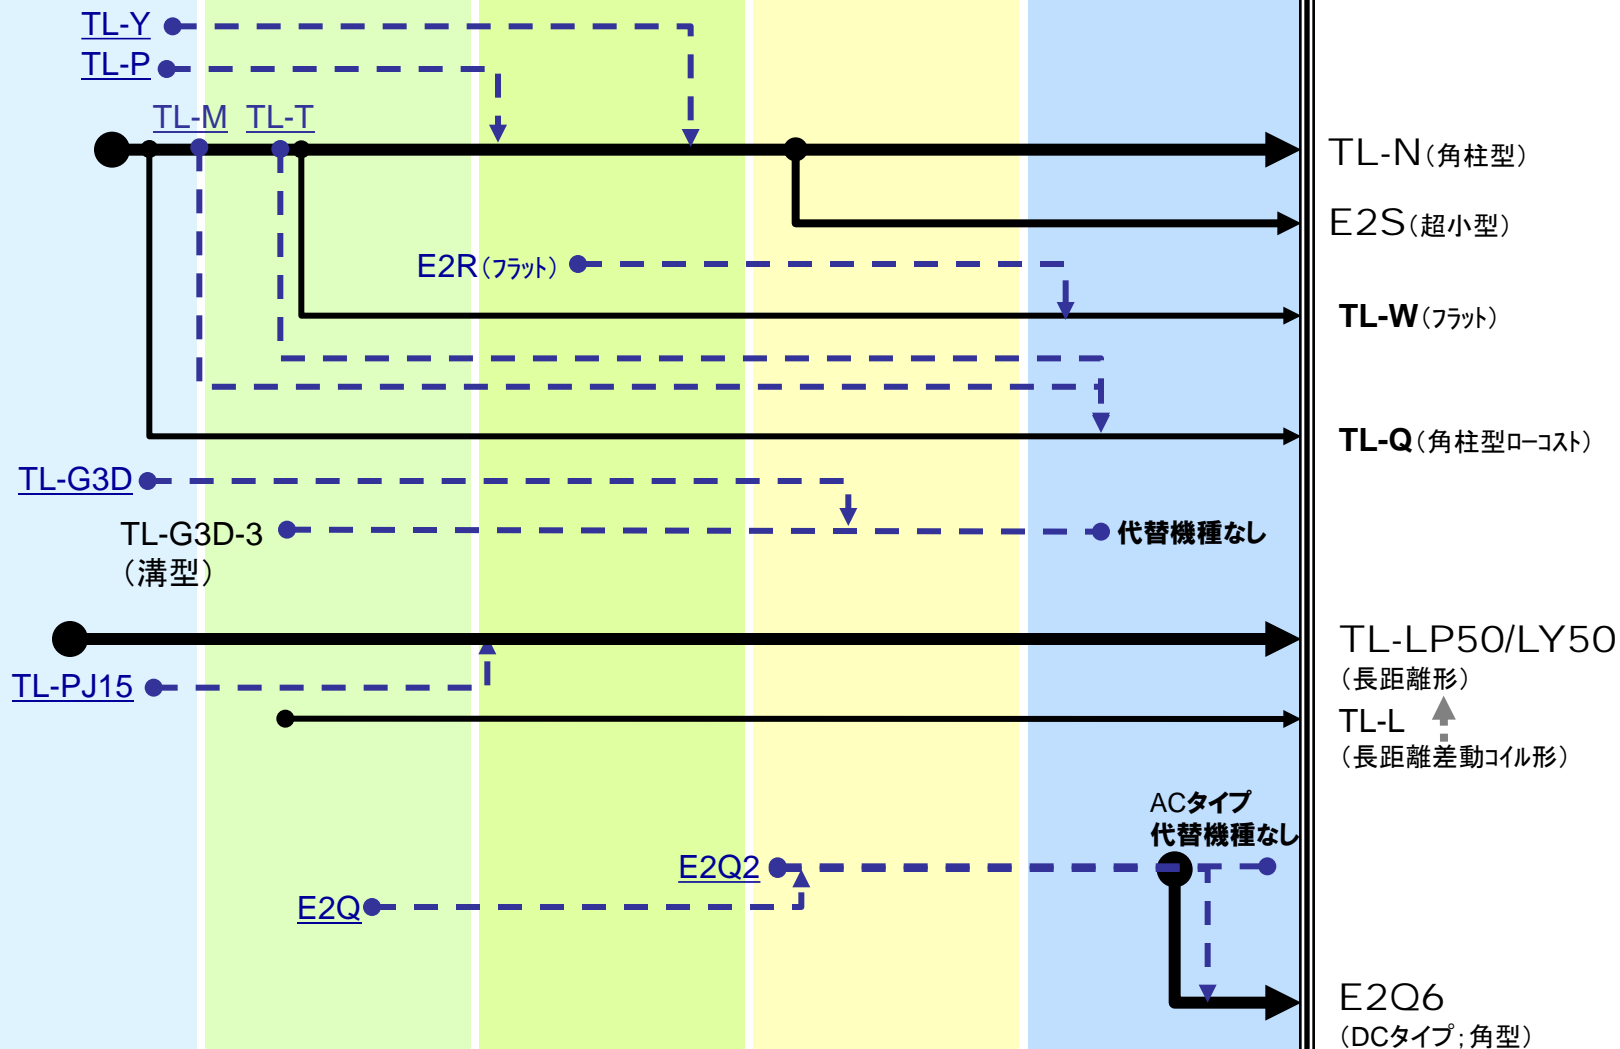 TL-Y
TL-P
TL-M TL-T
TL-N(角柱型)
E2S(超小型)
E2R(フラット)
TL-W(フラット)
TL-Q(角柱型ローコスト)
TL-G3D
TL-G3D-3
代替機種なし
(溝型)
TL-LP50/LY50
(長距離形)
TL-PJ15
TL-L
(長距離差動コイル形)
ACタイプ
代替機種なし
E2Q2
E2Q
E2Q6
(DCタイプ;角型)